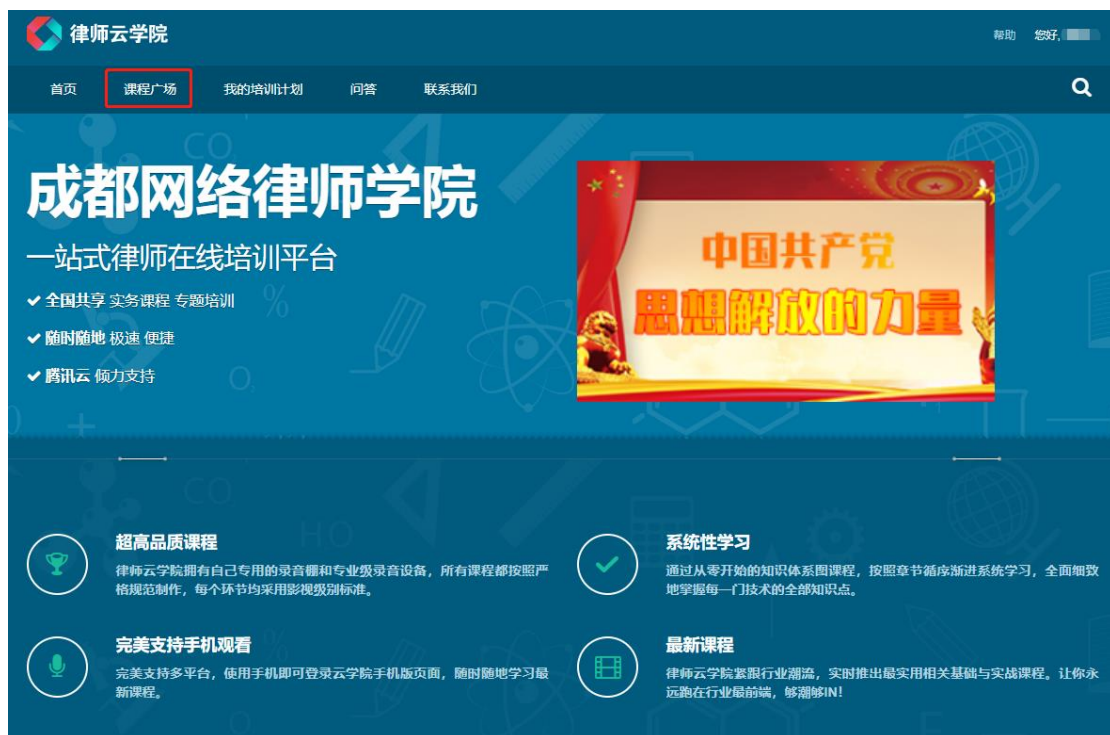 律师云学院
帮助 您好,
首页 课程广场 我的培训计划 问答 联系我们
成都网络律师学院
一站式律师在线培训平台
全国共享 实务课程 专题培训
随时随地 极速 便捷
腾讯云 倾力支持
中国共产党
思想解放的力量
CO
%
O.
CO
HO
超高品质课程
律师云学院拥有自己专用的录音棚和专业级录音设备，所有课程都按照严
格规范制作，每个环节均采用影视级别标准。
系统性学习
通过从零开始的知识体系图课程，按照章节循序渐进系统学习，全面细致
地掌握每一门技术的全部知识点。
完美支持手机观看
完美支持多平台，使用手机即可登录云学院手机版页面，随时随地学习最
新课程。
最新课程
律师云学院紧跟行业潮流，实时推出最实用相关基础与实战课程。让你永
远跑在行业最前端，够潮够IN！